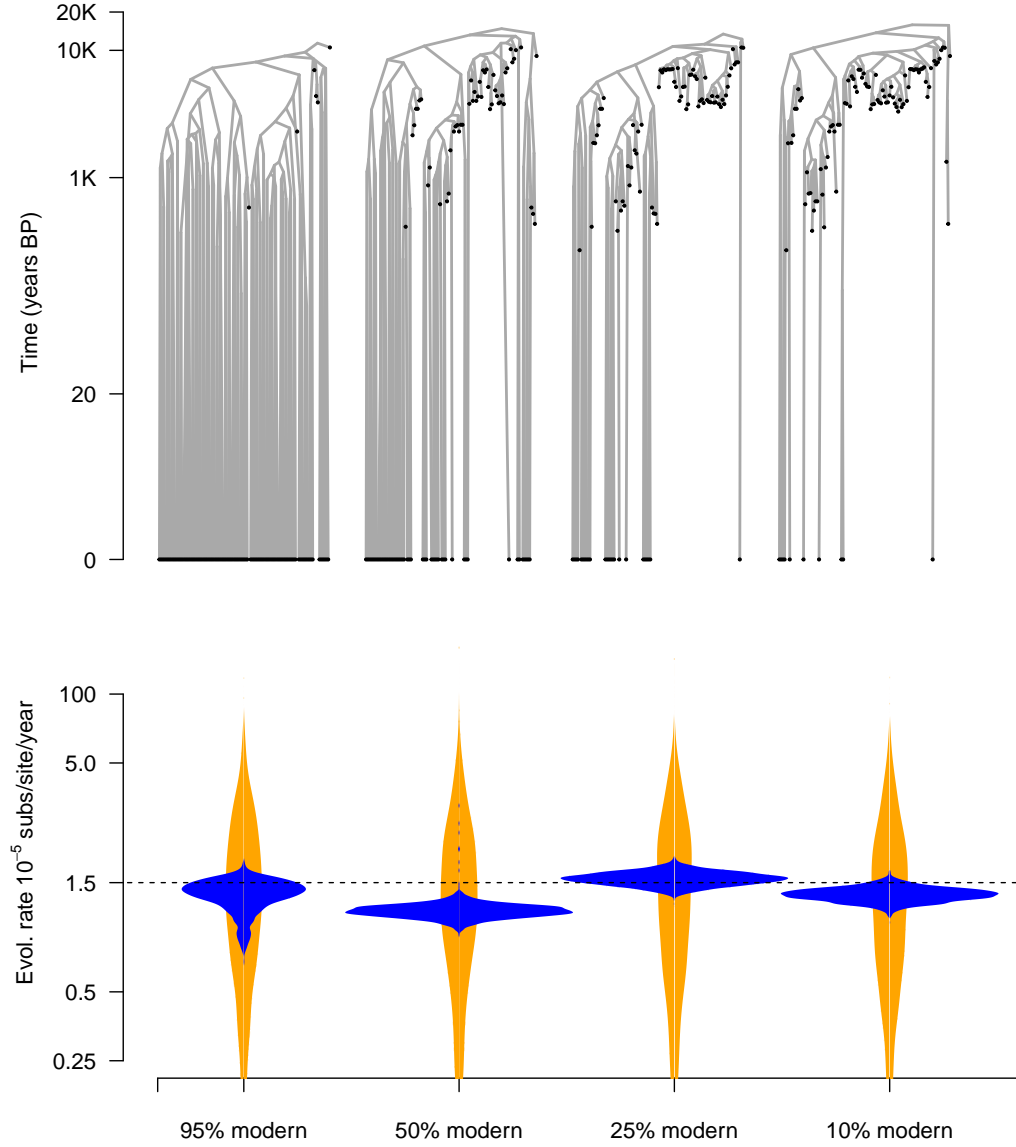 20K
10K
1K
20
0
Time (years BP)
100
5.0
1.5
0.5
0.25
Evol. rate 10⁻⁵ subs/site/year
95% modern
50% modern
25% modern
10% modern